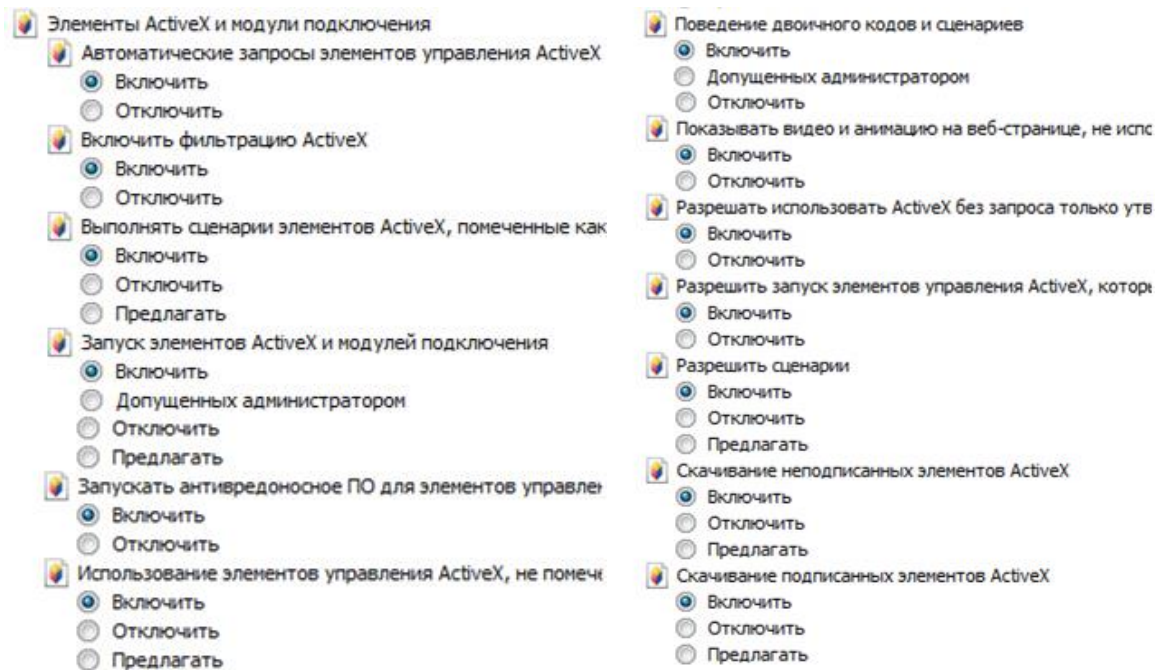 Элементы ActiveX и модули подключения
Автоматические запросы элементов управления ActiveX
Включить
Отключить
Включить фильтрацию ActiveX
Включить
Отключить
Выполнять сценарии элементов ActiveX, помеченные как
Включить
Отключить
Предлагать
Запуск элементов ActiveX и модулей подключения
Включить
Допущенных администратором
Отключить
Предлагать
Запускать антивредоносное ПО для элементов управлен
Включить
Отключить
Использование элементов управления ActiveX, не помече
Включить
Отключить
Предлагать
Поведение двоичного кодов и сценариев
Включить
Допущенных администратором
Отключить
Показывать видео и анимацию на веб-странице, не испо
Включить
Отключить
Разрешать использовать ActiveX без запроса только утв
Включить
Отключить
Разрешить запуск элементов управления ActiveX, которы
Включить
Отключить
Разрешить сценарии
Включить
Отключить
Предлагать
Скачивание неподписанных элементов ActiveX
Включить
Отключить
Предлагать
Скачивание подписанных элементов ActiveX
Включить
Отключить
Предлагать